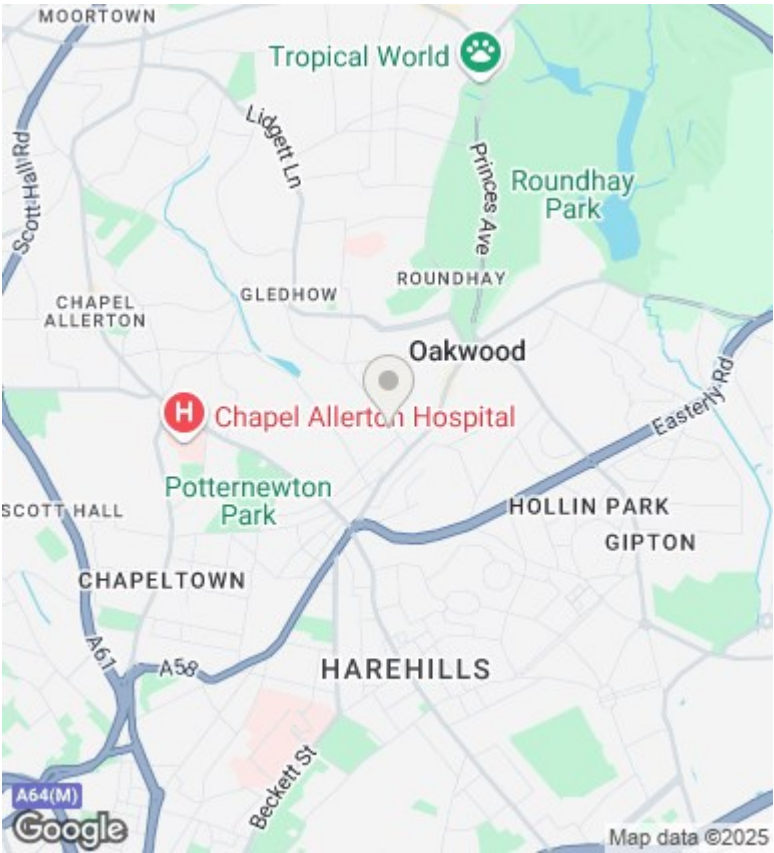 MOORTOWN
Tropical World
Lidgett Ln
Scott Hall Rd
Princes Ave
Roundhay
Park
ROUNDHAY
GLEDHOW
CHAPEL
ALLERTON
Oakwood
Easterly Rd
H
Chapel Allerton Hospital
Potternewton
Park
SCOTT HALL
HOLLIN PARK
GIPTON
CHAPELTOWN
A61
A58
HAREHILLS
Beckett St
A64(M)
Google
Map data ©2025